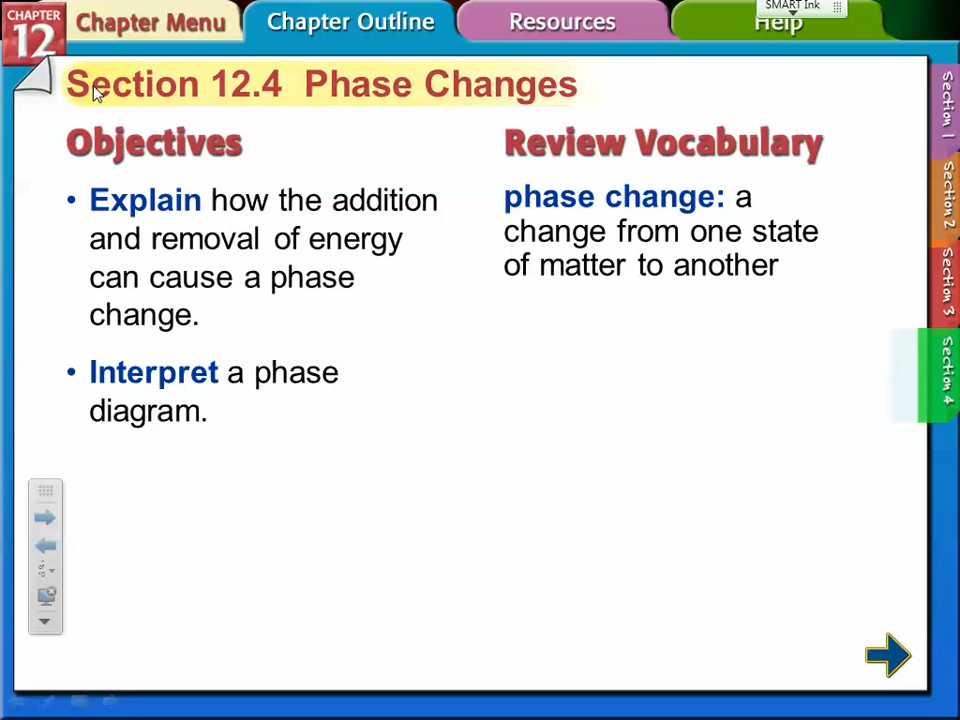 SMART Ink
CHAPTER
12
Chapter Menu
Chapter Outline
Resources
Help
Section 12.4 Phase Changes
Objectives
• Explain how the addition
and removal of energy
can cause a phase
change.
• Interpret a phase
diagram.
Review Vocabulary
phase change: a
change from one state
of matter to another
Section 1
Section 2
Section 3
Section 4